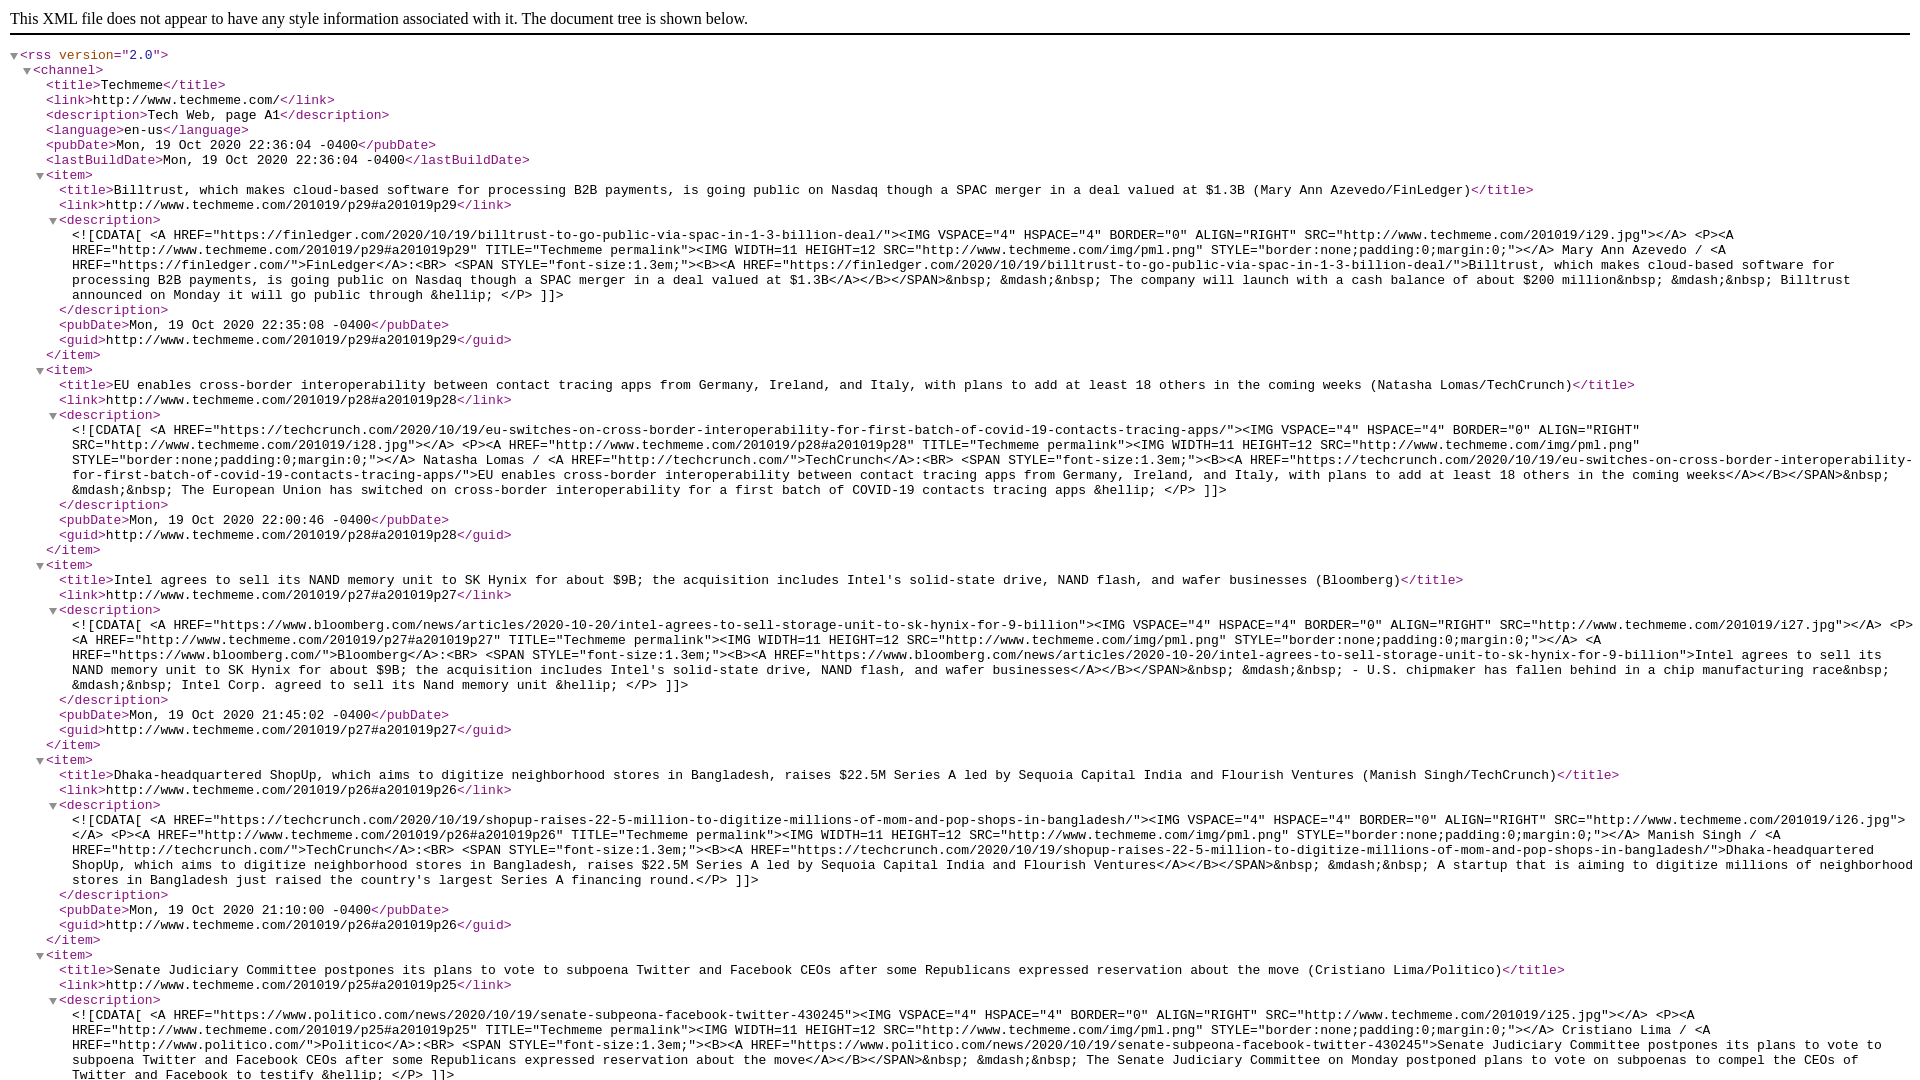 This XML file does not appear to have any style information associated with it. The document tree is shown below.
<rss version="2.0">
<channel>
<title>Techmeme</title>
<link>http://www.techmeme.com/</link>
<description>Tech Web, page A1</description>
<language>en-us</language>
<pubDate>Mon, 19 Oct 2020 22:36:04 -0400</pubDate>
<lastBuildDate>Mon, 19 Oct 2020 22:36:04 -0400</lastBuildDate>
<item>
<title>Billtrust, which makes cloud-based software for processing B2B payments, is going public on Nasdaq though a SPAC merger in a deal valued at $1.3B (Mary Ann Azevedo/FinLedger)</title>
<link>http://www.techmeme.com/201019/p29#a201019p29</link>
<description>
<![CDATA[ <A HREF="https://finledger.com/2020/10/19/billtrust-to-go-public-via-spac-in-1-3-billion-deal/"><IMG VSPACE="4" HSPACE="4" BORDER="0" ALIGN="RIGHT" SRC="http://www.techmeme.com/201019/i29.jpg"></A> <P><A
HREF="http://www.techmeme.com/201019/p29#a201019p29" TITLE="Techmeme permalink"><IMG WIDTH=11 HEIGHT=12 SRC="http://www.techmeme.com/img/pml.png" STYLE="border:none;padding:0;margin:0;"></A> Mary Ann Azevedo / <A
HREF="https://finledger.com/">FinLedger</A>:<BR> <SPAN STYLE="font-size:1.3em;"><B><A HREF="https://finledger.com/2020/10/19/billtrust-to-go-public-via-spac-in-1-3-billion-deal/">Billtrust, which makes cloud-based software for
processing B2B payments, is going public on Nasdaq though a SPAC merger in a deal valued at $1.3B</A></B></SPAN>&nbsp; &mdash;&nbsp; The company will launch with a cash balance of about $200 million&nbsp; &mdash;&nbsp; Billtrust
announced on Monday it will go public through &hellip; </P> ]]>
</description>
<pubDate>Mon, 19 Oct 2020 22:35:08 -0400</pubDate>
<guid>http://www.techmeme.com/201019/p29#a201019p29</guid>
</item>
<item>
<title>EU enables cross-border interoperability between contact tracing apps from Germany, Ireland, and Italy, with plans to add at least 18 others in the coming weeks (Natasha Lomas/TechCrunch)</title>
<link>http://www.techmeme.com/201019/p28#a201019p28</link>
<description>
<![CDATA[ <A HREF="https://techcrunch.com/2020/10/19/eu-switches-on-cross-border-interoperability-for-first-batch-of-covid-19-contacts-tracing-apps/"><IMG VSPACE="4" HSPACE="4" BORDER="0" ALIGN="RIGHT"
SRC="http://www.techmeme.com/201019/i28.jpg"></A> <P><A HREF="http://www.techmeme.com/201019/p28#a201019p28" TITLE="Techmeme permalink"><IMG WIDTH=11 HEIGHT=12 SRC="http://www.techmeme.com/img/pml.png"
STYLE="border:none;padding:0;margin:0;"></A> Natasha Lomas / <A HREF="http://techcrunch.com/">TechCrunch</A>:<BR> <SPAN STYLE="font-size:1.3em;"><B><A HREF="https://techcrunch.com/2020/10/19/eu-switches-on-cross-border-interoperability-
for-first-batch-of-covid-19-contacts-tracing-apps/">EU enables cross-border interoperability between contact tracing apps from Germany, Ireland, and Italy, with plans to add at least 18 others in the coming weeks</A></B></SPAN>&nbsp;
&mdash;&nbsp; The European Union has switched on cross-border interoperability for a first batch of COVID-19 contacts tracing apps &hellip; </P> ]]>
</description>
<pubDate>Mon, 19 Oct 2020 22:00:46 -0400</pubDate>
<guid>http://www.techmeme.com/201019/p28#a201019p28</guid>
</item>
<item>
<title>Intel agrees to sell its NAND memory unit to SK Hynix for about $9B; the acquisition includes Intel's solid-state drive, NAND flash, and wafer businesses (Bloomberg)</title>
<link>http://www.techmeme.com/201019/p27#a201019p27</link>
<description>
<![CDATA[ <A HREF="https://www.bloomberg.com/news/articles/2020-10-20/intel-agrees-to-sell-storage-unit-to-sk-hynix-for-9-billion"><IMG VSPACE="4" HSPACE="4" BORDER="0" ALIGN="RIGHT" SRC="http://www.techmeme.com/201019/i27.jpg"></A> <P>
<A HREF="http://www.techmeme.com/201019/p27#a201019p27" TITLE="Techmeme permalink"><IMG WIDTH=11 HEIGHT=12 SRC="http://www.techmeme.com/img/pml.png" STYLE="border:none;padding:0;margin:0;"></A> <A
HREF="https://www.bloomberg.com/">Bloomberg</A>:<BR> <SPAN STYLE="font-size:1.3em;"><B><A HREF="https://www.bloomberg.com/news/articles/2020-10-20/intel-agrees-to-sell-storage-unit-to-sk-hynix-for-9-billion">Intel agrees to sell its
NAND memory unit to SK Hynix for about $9B; the acquisition includes Intel's solid-state drive, NAND flash, and wafer businesses</A></B></SPAN>&nbsp; &mdash;&nbsp; - U.S. chipmaker has fallen behind in a chip manufacturing race&nbsp;
&mdash;&nbsp; Intel Corp. agreed to sell its Nand memory unit &hellip; </P> ]]>
</description>
<pubDate>Mon, 19 Oct 2020 21:45:02 -0400</pubDate>
<guid>http://www.techmeme.com/201019/p27#a201019p27</guid>
</item>
<item>
<title>Dhaka-headquartered ShopUp, which aims to digitize neighborhood stores in Bangladesh, raises $22.5M Series A led by Sequoia Capital India and Flourish Ventures (Manish Singh/TechCrunch)</title>
<link>http://www.techmeme.com/201019/p26#a201019p26</link>
<description>
<![CDATA[ <A HREF="https://techcrunch.com/2020/10/19/shopup-raises-22-5-million-to-digitize-millions-of-mom-and-pop-shops-in-bangladesh/"><IMG VSPACE="4" HSPACE="4" BORDER="0" ALIGN="RIGHT" SRC="http://www.techmeme.com/201019/i26.jpg">
</A> <P><A HREF="http://www.techmeme.com/201019/p26#a201019p26" TITLE="Techmeme permalink"><IMG WIDTH=11 HEIGHT=12 SRC="http://www.techmeme.com/img/pml.png" STYLE="border:none;padding:0;margin:0;"></A> Manish Singh / <A
HREF="http://techcrunch.com/">TechCrunch</A>:<BR> <SPAN STYLE="font-size:1.3em;"><B><A HREF="https://techcrunch.com/2020/10/19/shopup-raises-22-5-million-to-digitize-millions-of-mom-and-pop-shops-in-bangladesh/">Dhaka-headquartered
ShopUp, which aims to digitize neighborhood stores in Bangladesh, raises $22.5M Series A led by Sequoia Capital India and Flourish Ventures</A></B></SPAN>&nbsp; &mdash;&nbsp; A startup that is aiming to digitize millions of neighborhood
stores in Bangladesh just raised the country's largest Series A financing round.</P> ]]>
</description>
<pubDate>Mon, 19 Oct 2020 21:10:00 -0400</pubDate>
<guid>http://www.techmeme.com/201019/p26#a201019p26</guid>
</item>
<item>
<title>Senate Judiciary Committee postpones its plans to vote to subpoena Twitter and Facebook CEOs after some Republicans expressed reservation about the move (Cristiano Lima/Politico)</title>
<link>http://www.techmeme.com/201019/p25#a201019p25</link>
<description>
<![CDATA[ <A HREF="https://www.politico.com/news/2020/10/19/senate-subpeona-facebook-twitter-430245"><IMG VSPACE="4" HSPACE="4" BORDER="0" ALIGN="RIGHT" SRC="http://www.techmeme.com/201019/i25.jpg"></A> <P><A
HREF="http://www.techmeme.com/201019/p25#a201019p25" TITLE="Techmeme permalink"><IMG WIDTH=11 HEIGHT=12 SRC="http://www.techmeme.com/img/pml.png" STYLE="border:none;padding:0;margin:0;"></A> Cristiano Lima / <A
HREF="http://www.politico.com/">Politico</A>:<BR> <SPAN STYLE="font-size:1.3em;"><B><A HREF="https://www.politico.com/news/2020/10/19/senate-subpeona-facebook-twitter-430245">Senate Judiciary Committee postpones its plans to vote to
subpoena Twitter and Facebook CEOs after some Republicans expressed reservation about the move</A></B></SPAN>&nbsp; &mdash;&nbsp; The Senate Judiciary Committee on Monday postponed plans to vote on subpoenas to compel the CEOs of
Twitter and Facebook to testify &hellip; </P> ]]>